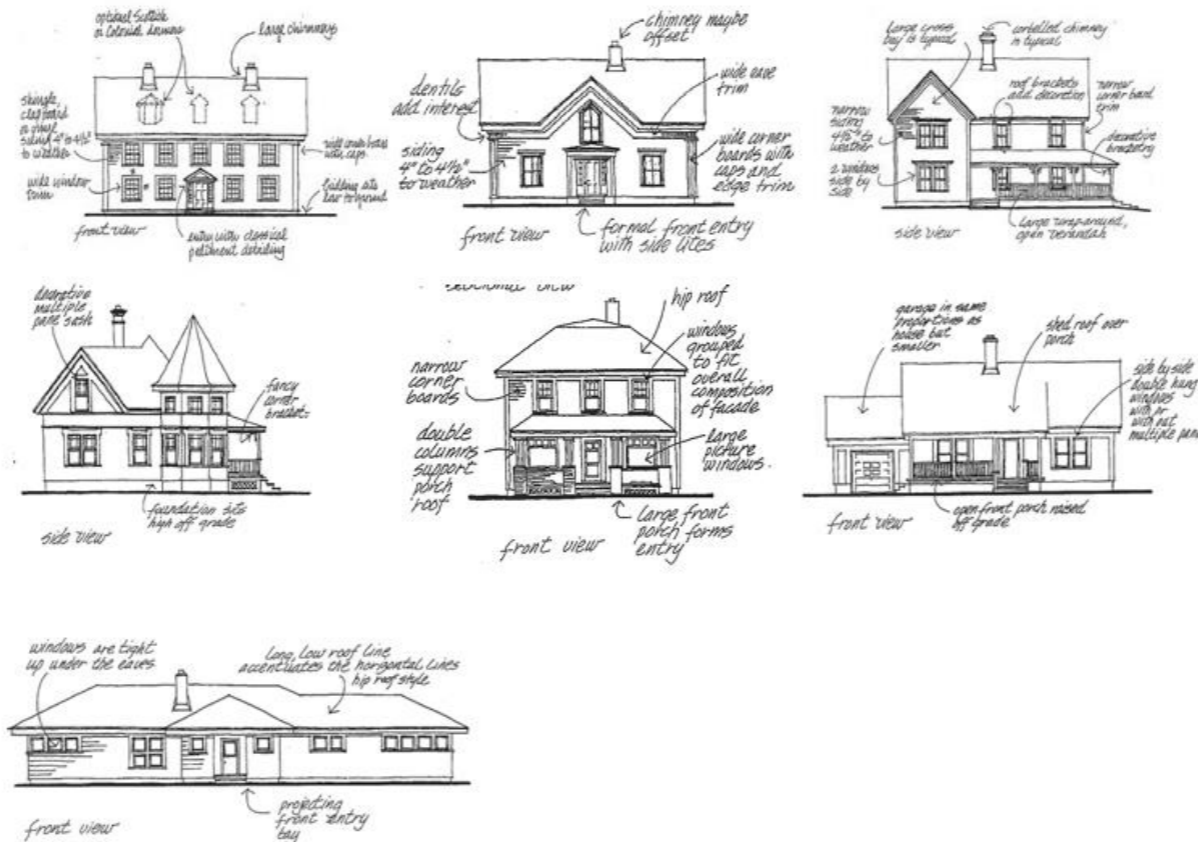 optional Scottish
or Colonial dormers
large chimneys
shingle,
clapboard
or
siding 4" to 4½"
to weather
wide window
trim
wide corner boards
with caps
building sits
low to ground
entry with classical
pediment detailing
front view
chimney maybe
offset
dentils
add interest
wide eave
trim
siding
4" to 4½"
to weather
wide corner
boards with
caps and
edge trim
formal front entry
with side lites
front view
large cross
bay is typical
corbelled chimney
is typical
roof brackets
add decoration
narrow
corner board
trim
narrow
siding
4½" to
weather
decorative
bracketry
2 windows
side by
side
large wrap-around,
open verandah
side view
decorative
multiple
pane sash
fancy
corner
brackets
foundation sits
high off grade
side view
hip roof
windows
grouped
to fit
overall
composition
of facade
narrow
corner
boards
double
columns
support
porch
roof
large
picture
windows.
large front
porch forms
entry
front view
garage in same
proportions as
house but
smaller
shed roof over
porch
side by side
double hung
windows
with or
with out
multiple pane
open front porch raised
off grade
front view
windows are tight
up under the eaves
long, low roof line
accentuates the horizontal lines
hip roof style
projecting
front entry
bay
front view